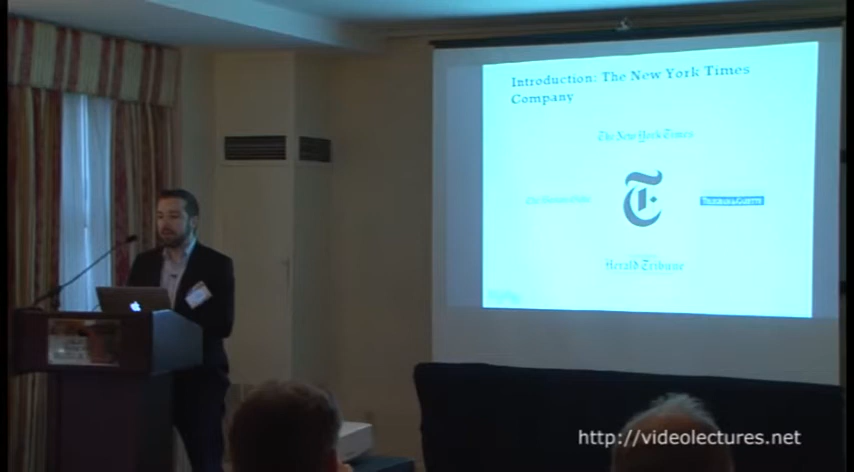 Introduction: The New York Times
Company
The New York Times
Herald Tribune
http://videolectures.net